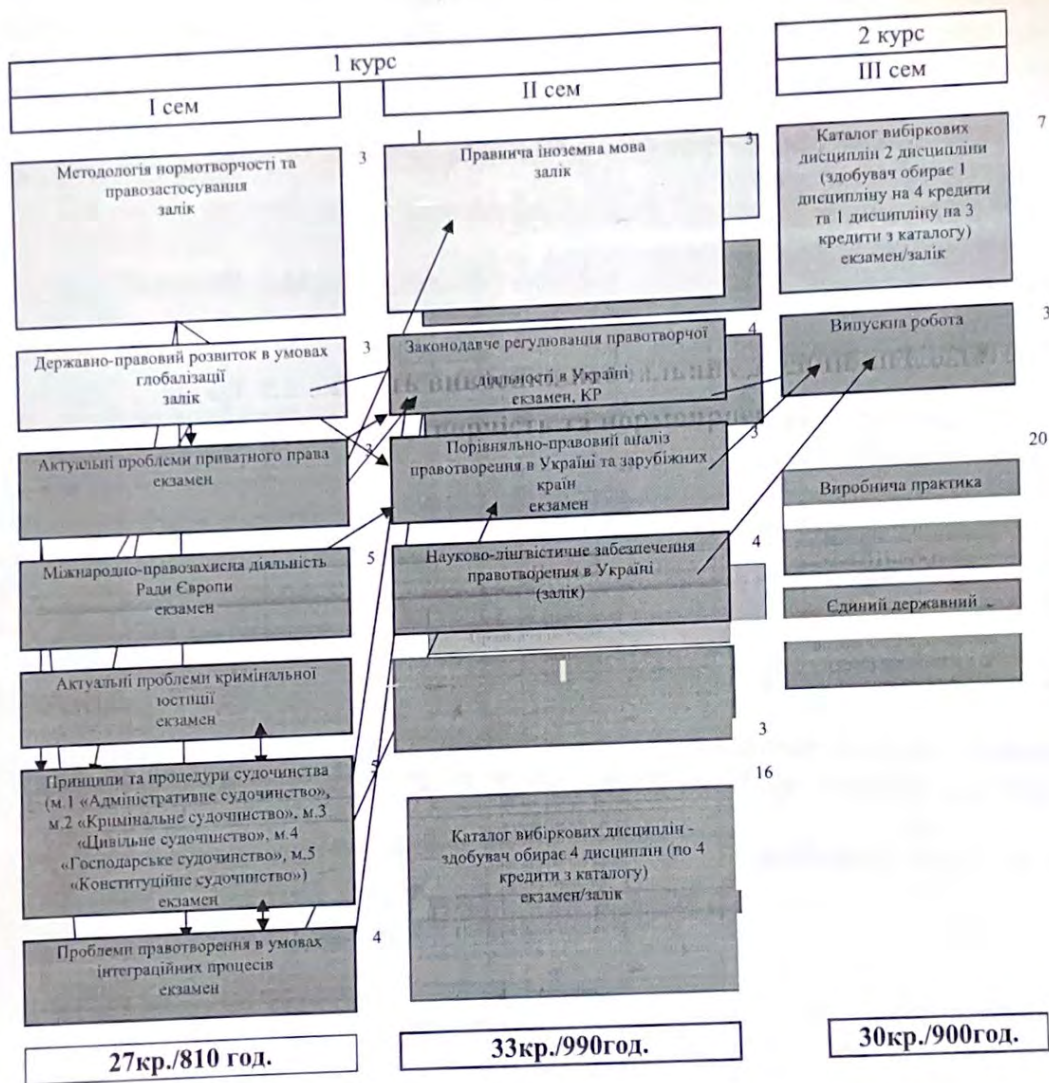 1 курс
I сем
II сем
2 курс
III сем
Методологія нормотворчості та
правозастосування
залік
3
Державно-правовий розвиток в умовах
глобалізації
залік
3
Актуальні проблеми приватного права
екзамен
3
Міжнародно-правозахисна діяльність
Ради Європи
екзамен
5
Актуальні проблеми кримінальної
юстиції
екзамен
Принципи та процедури судочинства
(м.1 «Адміністративне судочинство»,
м.2 «Кримінальне судочинство», м.3
«Цивільне судочинство», м.4
«Господарське судочинство», м.5
«Конституційне судочинство»)
екзамен
Проблеми правотворення в умовах
інтеграційних процесів
екзамен
4
27кр./810 год.
Правнича іноземна мова
залік
3
Законодавче регулювання правотворчої
діяльності в Україні
екзамен, КР
4
Порівняльно-правовий аналіз
правотворення в Україні та зарубіжних
країн
екзамен
3
Науково-лінгвістичне забезпечення
правотворення в Україні
(залік)
4
3
16
Каталог вибіркових дисциплін -
здобувач обирає 4 дисциплін (по 4
кредити з каталогу)
екзамен/залік
33кр./990год.
Каталог вибіркових
дисциплін 2 дисципліни
(здобувач обирає 1
дисципліну на 4 кредити
та 1 дисципліну на 3
кредити з каталогу)
екзамен/залік
7
Випускна робота
3
20
Виробнича практика
Єдиний державний
30кр./900год.